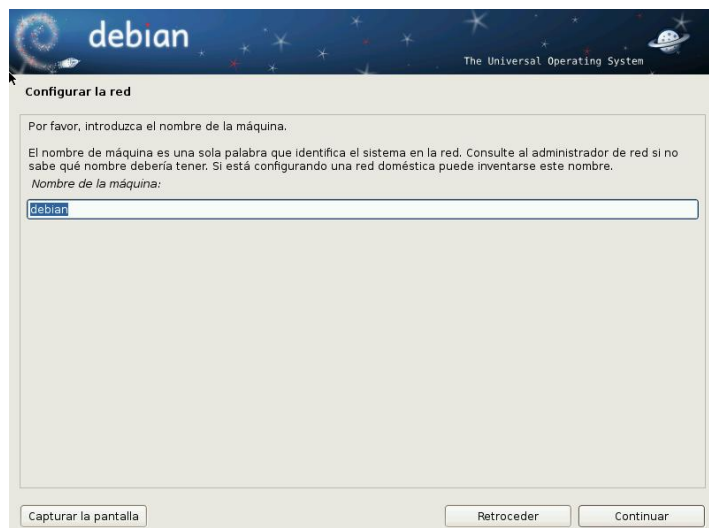 debian
The Universal Operating System
Configurar la red
Por favor, introduzca el nombre de la máquina.
El nombre de máquina es una sola palabra que identifica el sistema en la red. Consulte al administrador de red si no
sabe qué nombre debería tener. Si está configurando una red doméstica puede inventarse este nombre.
Nombre de la máquina:
debian
Capturar la pantalla
Retroceder
Continuar